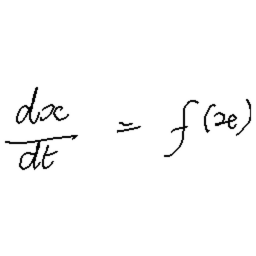 dx/dt = f(x)